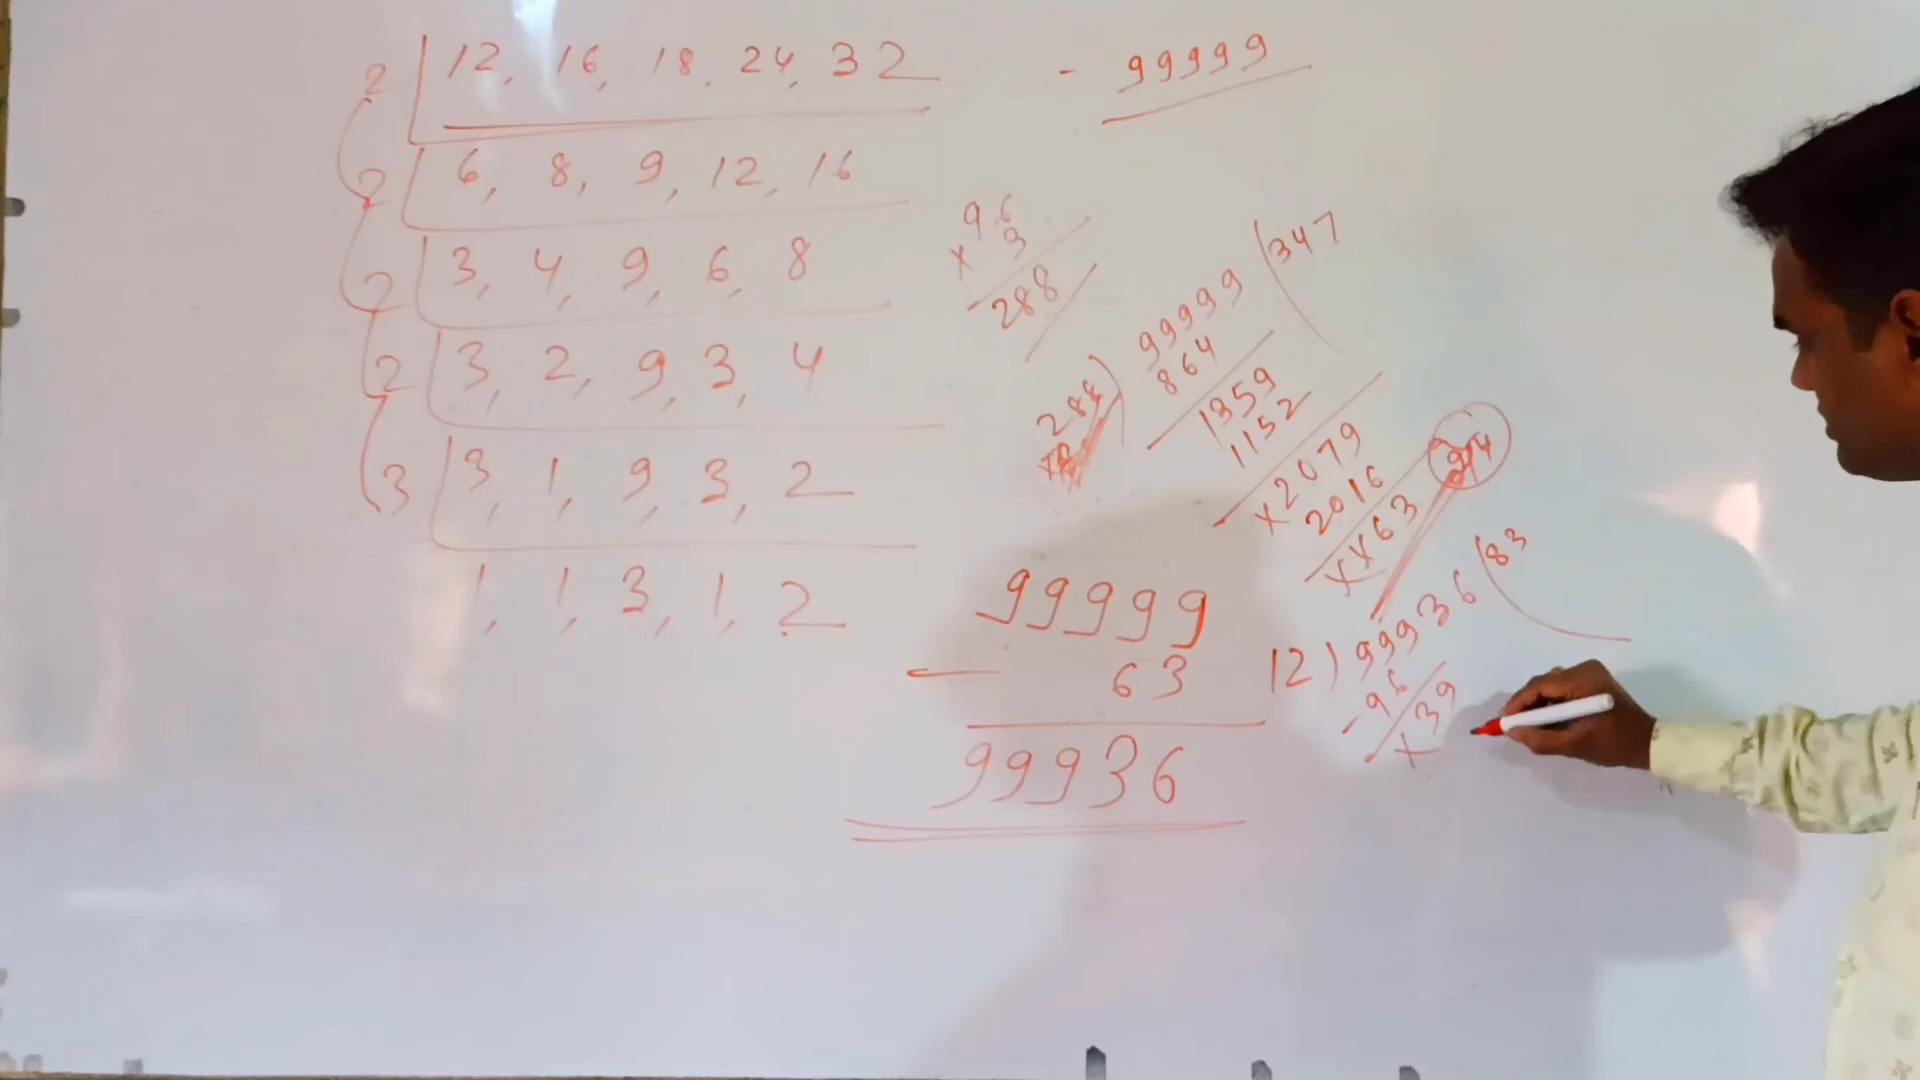 2 | 12, 16, 18, 24, 32
2 | 6, 8, 9, 12, 16
2 | 3, 4, 9, 6, 8
2 | 3, 2, 9, 3, 4
3 | 3, 1, 9, 3, 2
1, 1, 3, 1, 2
- 99999
96
× 3
288
288 ) 99999 ( 347
864
1359
1152
×2079
2016
××63
99999
- 63
99936
12 ) 99936 ( 83
- 96
×39